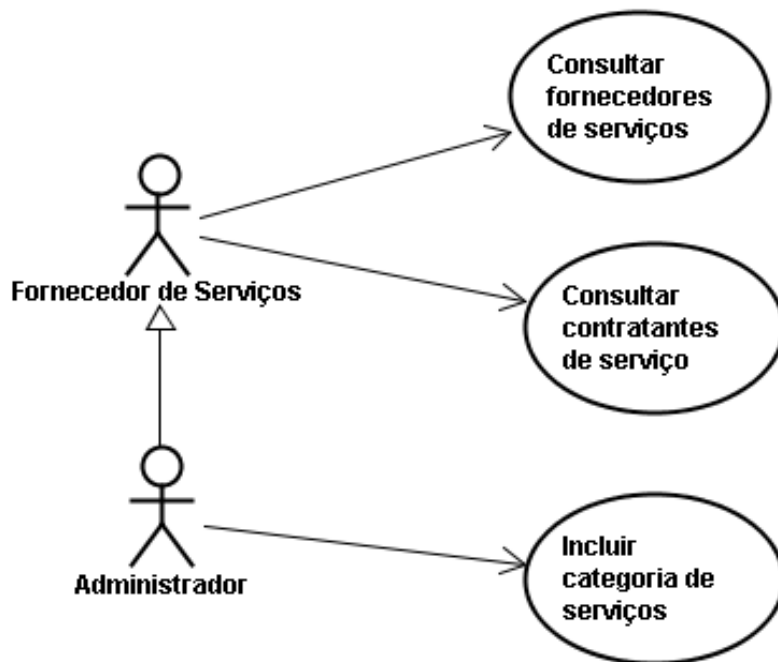 Consultar
fornecedores
de serviços
Fornecedor de Serviços
Consultar
contratantes
de serviço
Administrador
Incluir
categoria de
serviços